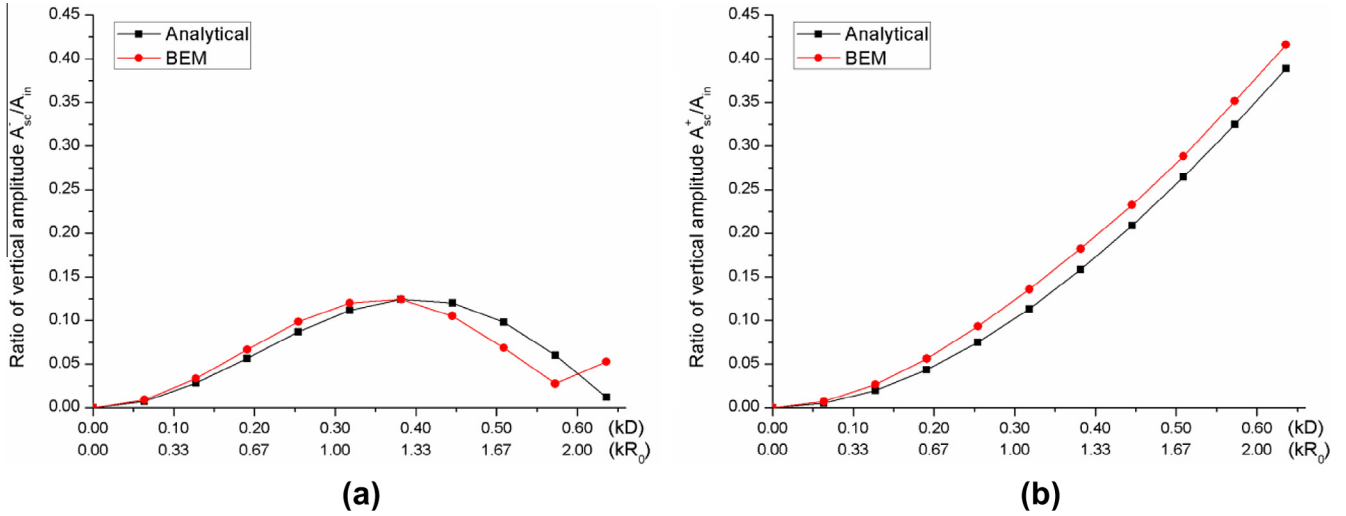 Analytical
BEM
Ratio of vertical amplitude A⁻sc/Ain
0.45
0.40
0.35
0.30
0.25
0.20
0.15
0.10
0.05
0.00
0.00 0.10 0.20 0.30 0.40 0.50 0.60 (kD)
0.00 0.33 0.67 1.00 1.33 1.67 2.00 (kR₀)
(a)
Analytical
BEM
Ratio of vertical amplitude A⁺sc/Ain
0.45
0.40
0.35
0.30
0.25
0.20
0.15
0.10
0.05
0.00
0.00 0.10 0.20 0.30 0.40 0.50 0.60 (kD)
0.00 0.33 0.67 1.00 1.33 1.67 2.00 (kR₀)
(b)